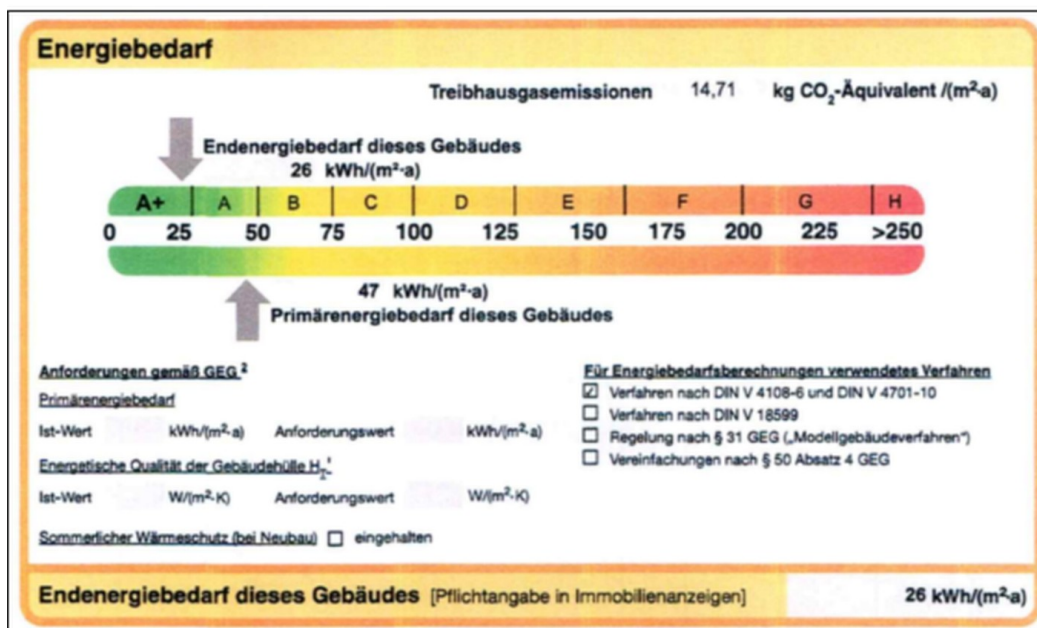 Energiebedarf
Treibhausgasemissionen 14,71 kg CO₂-Äquivalent /(m²·a)
Endenergiebedarf dieses Gebäudes
26 kWh/(m²·a)
A+ A B C D E F G H
0 25 50 75 100 125 150 175 200 225 >250
47 kWh/(m²·a)
Primärenergiebedarf dieses Gebäudes
Anforderungen gemäß GEG ²
Primärenergiebedarf
Ist-Wert kWh/(m²·a) Anforderungswert kWh/(m²·a)
Energetische Qualität der Gebäudehülle H_T'
Ist-Wert W/(m²·K) Anforderungswert W/(m²·K)
Sommerlicher Wärmeschutz (bei Neubau) ☐ eingehalten
Für Energiebedarfsberechnungen verwendetes Verfahren
☑ Verfahren nach DIN V 4108-6 und DIN V 4701-10
☐ Verfahren nach DIN V 18599
☐ Regelung nach § 31 GEG („Modellgebäudeverfahren")
☐ Vereinfachungen nach § 50 Absatz 4 GEG
Endenergiebedarf dieses Gebäudes [Pflichtangabe in Immobilienanzeigen] 26 kWh/(m²·a)